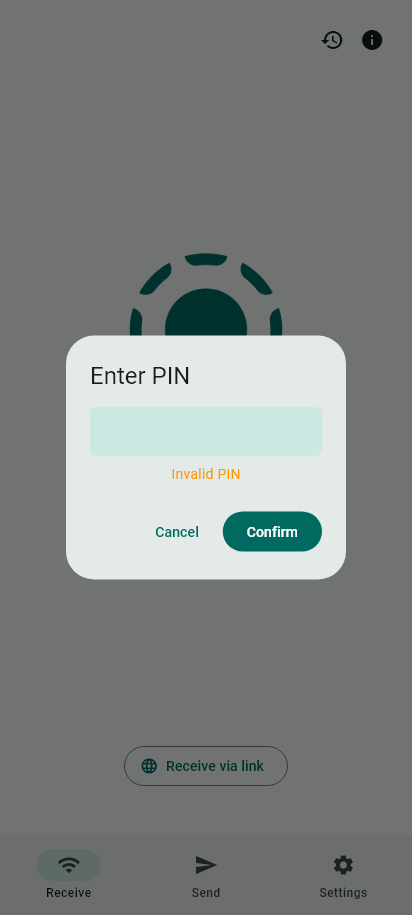 Enter PIN
Invalid PIN
Cancel
Confirm
Receive via link
Receive
Send
Settings